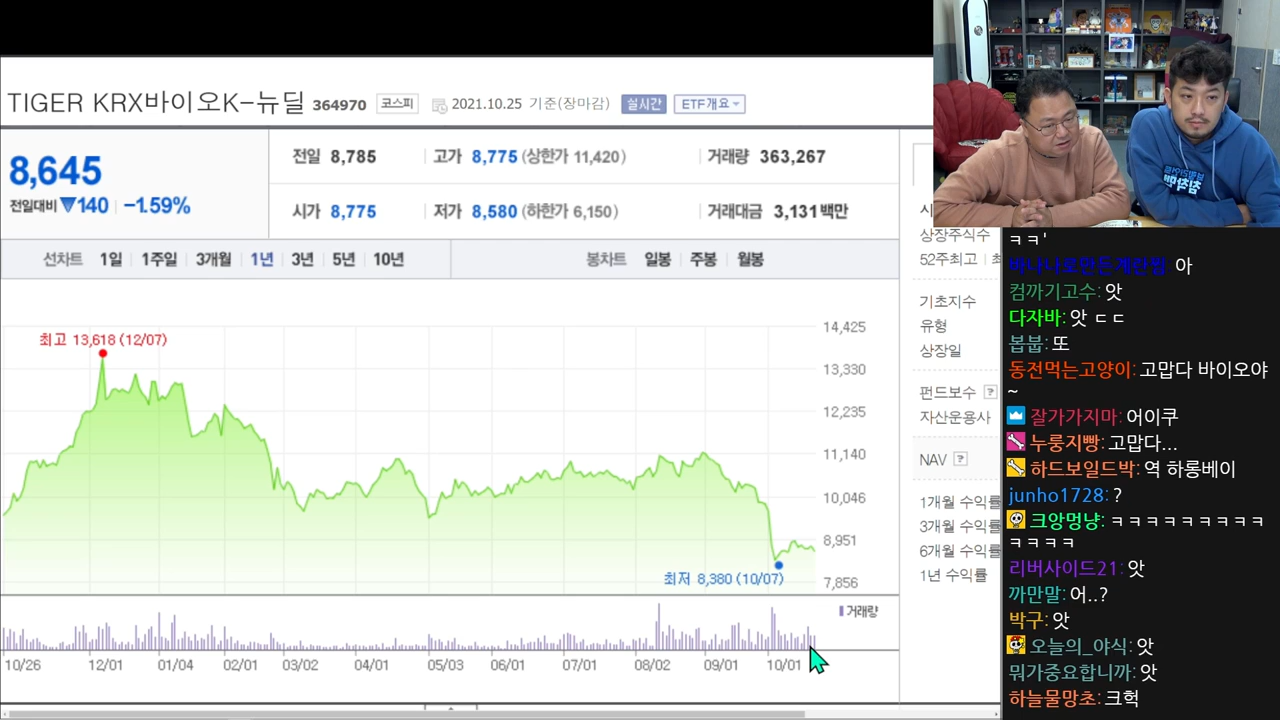 TIGER KRX바이오K-뉴딜 364970 코스피 2021.10.25 기준(장마감) 실시간 ETF개요
8,645
전일대비 ▼140 -1.59%
전일 8,785 고가 8,775 (상한가 11,420) 거래량 363,267
시가 8,775 저가 8,580 (하한가 6,150) 거래대금 3,131 백만
선차트 1일 1주일 3개월 1년 3년 5년 10년 봉차트 일봉 주봉 월봉
최고 13,618 (12/07)
최저 8,380 (10/07)
14,425
13,330
12,235
11,140
10,046
8,951
7,856
거래량
10/26 12/01 01/04 02/01 03/02 04/01 05/03 06/01 07/01 08/02 09/01 10/01
상장주식수
52주최고
기초지수
유형
상장일
펀드보수 ?
자산운용사
NAV ?
1개월 수익률
3개월 수익률
6개월 수익률
1년 수익률
침착맨
ㅋㅋ'
바나나로만든계란찜: 아
컴까기고수: 앗
다자바: 앗 ㄷㄷ
봅붑: 또
동전먹는고양이: 고맙다 바이오야
~
잘가가지마: 어이쿠
누룽지빵: 고맙다...
하드보일드박: 역 하롱베이
junho1728: ?
크앙멍냥: ㅋㅋㅋㅋㅋㅋㅋㅋㅋ
ㅋㅋㅋㅋ
리버사이드21: 앗
까만말: 어..?
박구: 앗
오늘의_야식: 앗
뭐가중요합니까: 앗
하늘물망초: 크헉